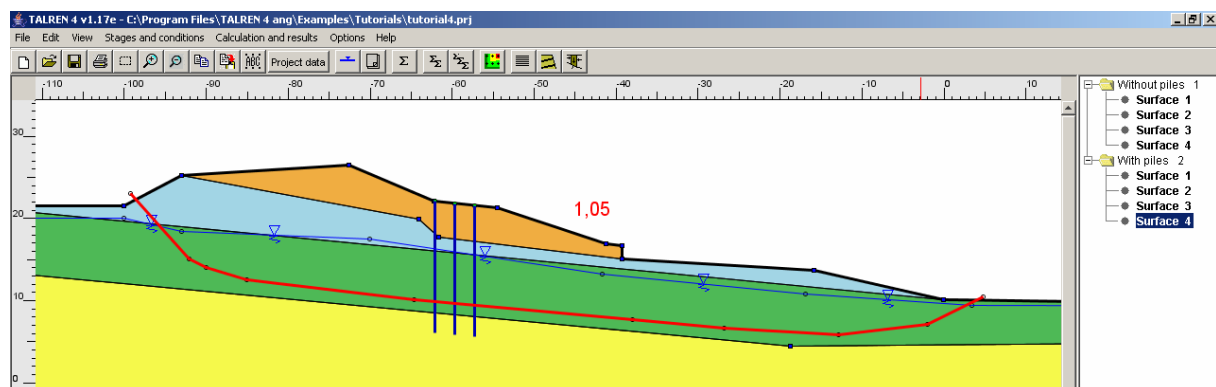 TALREN 4 v1.17e - C:\Program Files\TALREN 4 ang\Examples\Tutorials\tutorial4.prj
File Edit View Stages and conditions Calculation and results Options Help
ABC Project data Σ ΣΣ
-110 -100 -90 -80 -70 -60 -50 -40 -30 -20 -10 0 10
30
20
10
0
1,05
Without piles 1
Surface 1
Surface 2
Surface 3
Surface 4
With piles 2
Surface 1
Surface 2
Surface 3
Surface 4